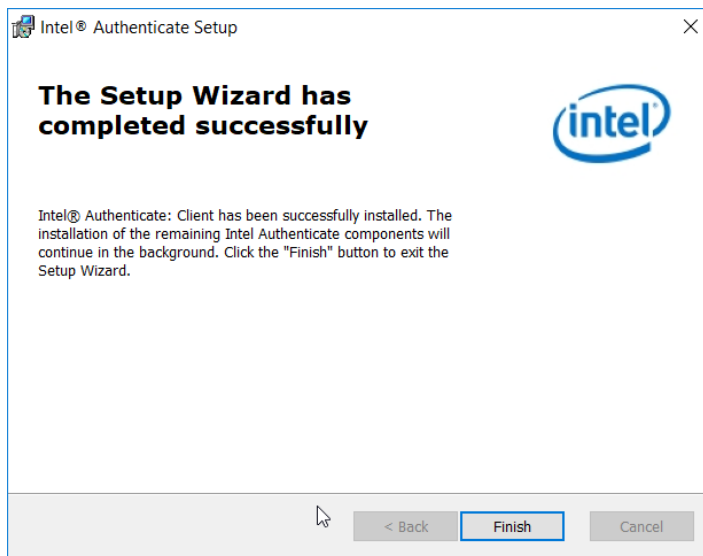 Intel® Authenticate Setup
The Setup Wizard has
completed successfully
intel
Intel® Authenticate: Client has been successfully installed. The
installation of the remaining Intel Authenticate components will
continue in the background. Click the "Finish" button to exit the
Setup Wizard.
< Back Finish Cancel